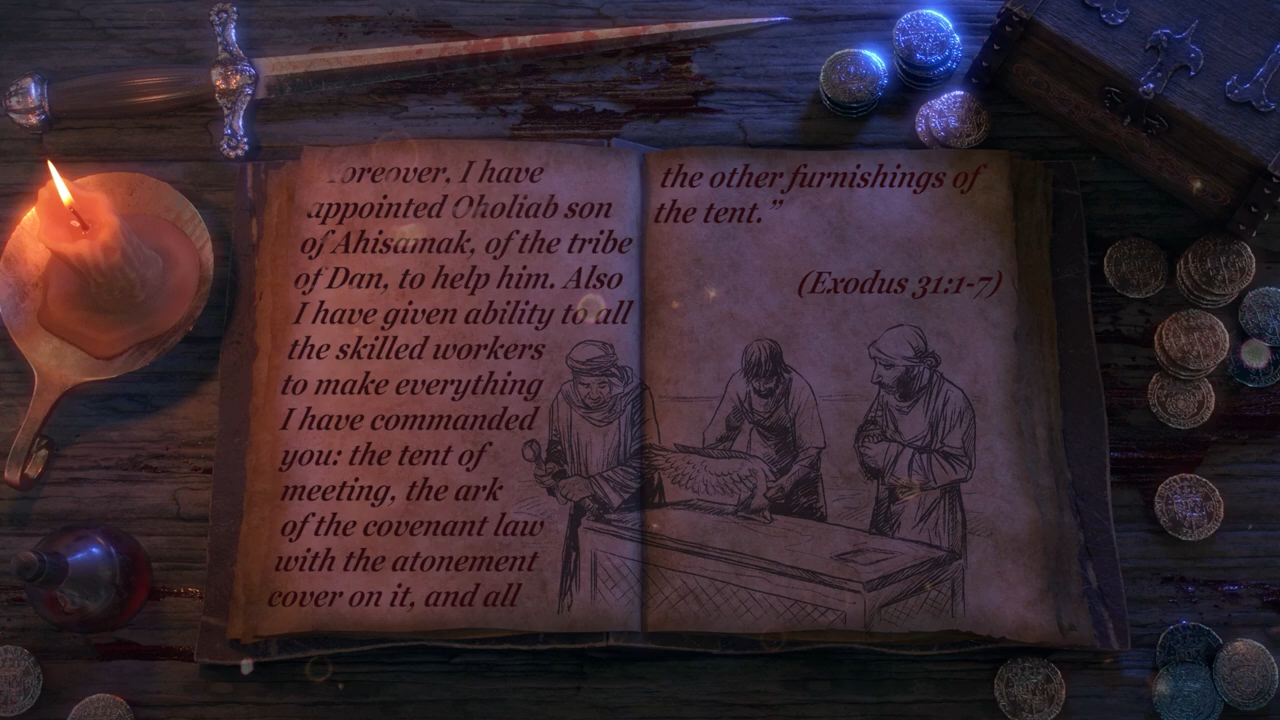 oreover, I have
appointed Oholiab son
of Ahisamak, of the tribe
of Dan, to help him. Also
I have given ability to all
the skilled workers
to make everything
I have commanded
you: the tent of
meeting, the ark
of the covenant law
with the atonement
cover on it, and all
the other furnishings of
the tent.”
(Exodus 31:1-7)